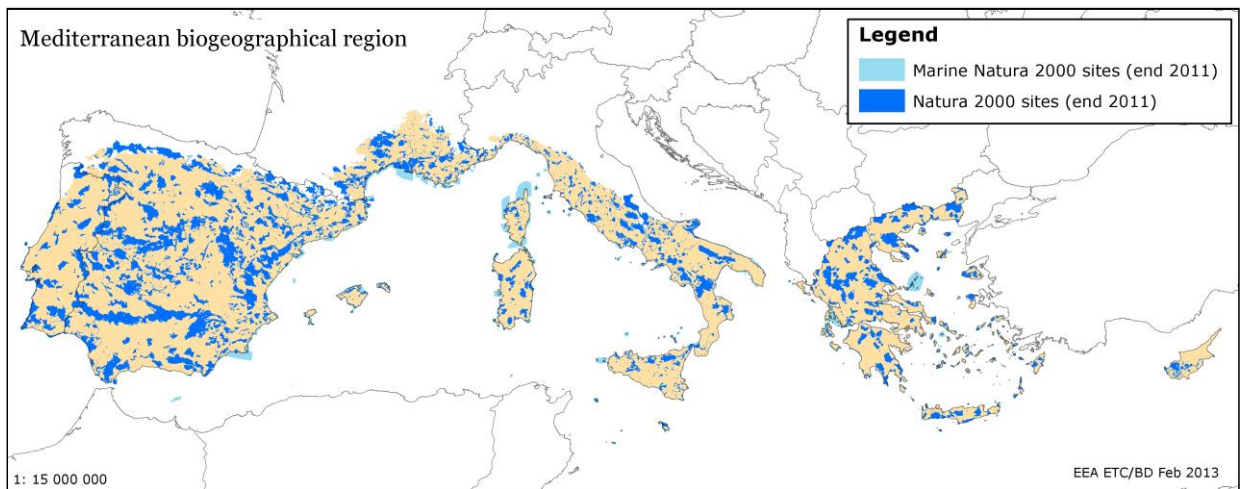 Mediterranean biogeographical region
Legend
Marine Natura 2000 sites (end 2011)
Natura 2000 sites (end 2011)
1: 15 000 000
EEA ETC/BD Feb 2013